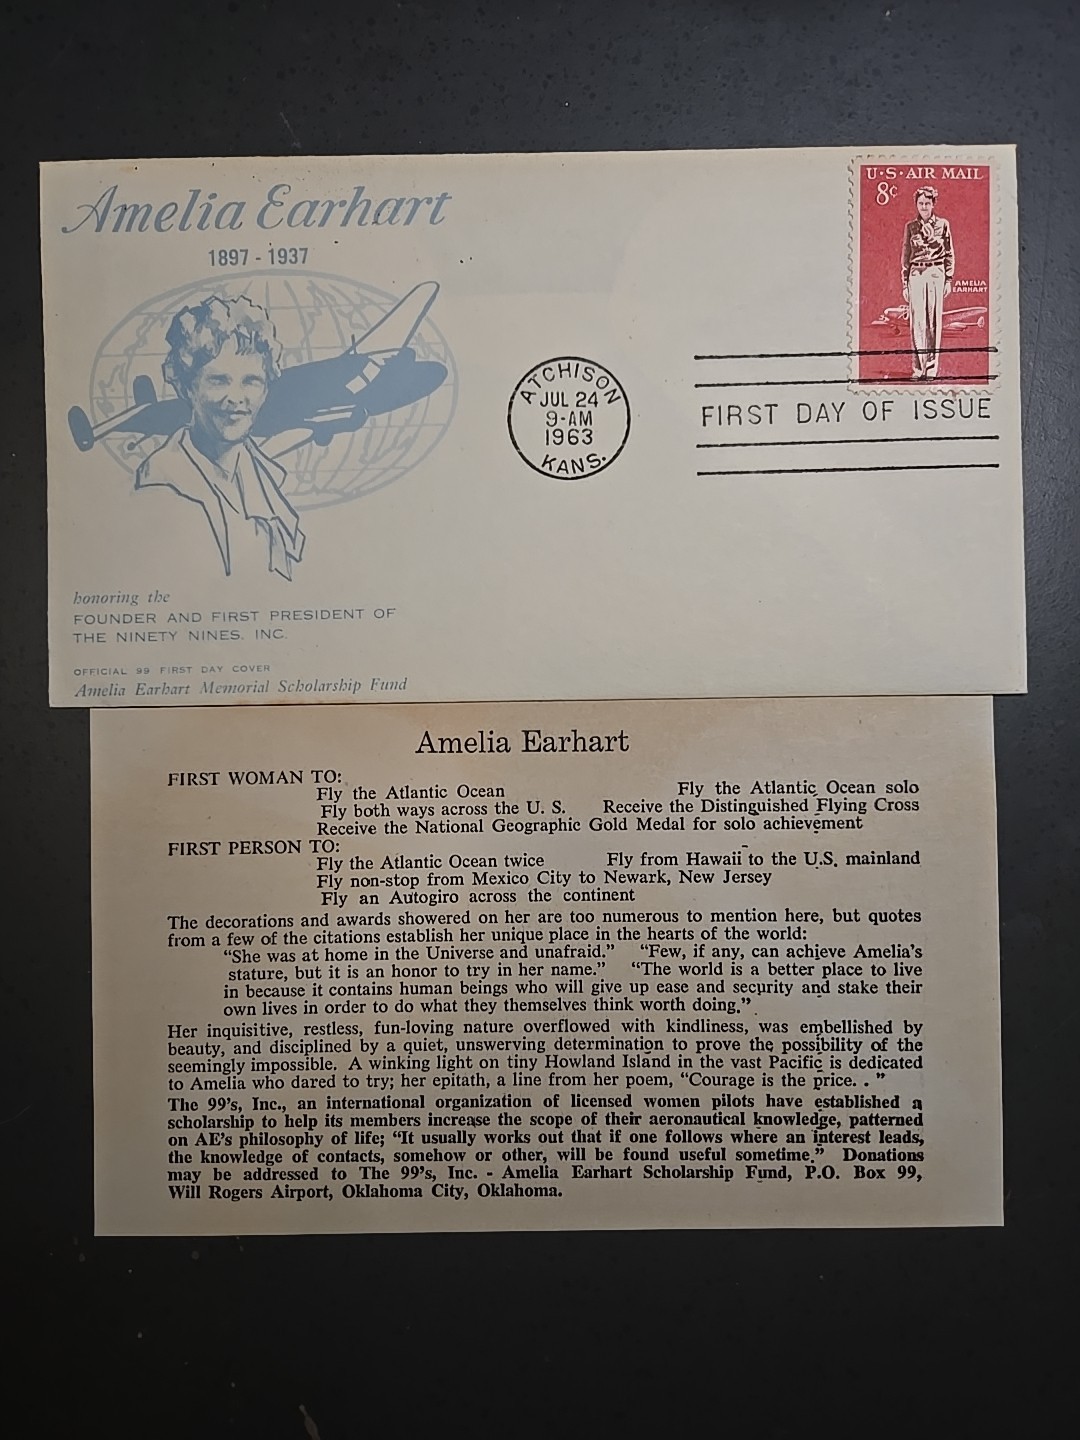 Amelia Earhart
1897 - 1937
honoring the
FOUNDER AND FIRST PRESIDENT OF
THE NINETY NINES, INC.
OFFICIAL 99 FIRST DAY COVER
Amelia Earhart Memorial Scholarship Fund
ATCHISON
JUL 24
9-AM
1963
KANS.
U·S·AIR MAIL
8¢
AMELIA
EARHART
FIRST DAY OF ISSUE
Amelia Earhart
FIRST WOMAN TO:
Fly the Atlantic Ocean Fly the Atlantic Ocean solo
Fly both ways across the U. S. Receive the Distinguished Flying Cross
Receive the National Geographic Gold Medal for solo achievement
FIRST PERSON TO:
Fly the Atlantic Ocean twice Fly from Hawaii to the U.S. mainland
Fly non-stop from Mexico City to Newark, New Jersey
Fly an Autogiro across the continent
The decorations and awards showered on her are too numerous to mention here, but quotes
from a few of the citations establish her unique place in the hearts of the world:
“She was at home in the Universe and unafraid.” “Few, if any, can achieve Amelia's
stature, but it is an honor to try in her name.” “The world is a better place to live
in because it contains human beings who will give up ease and security and stake their
own lives in order to do what they themselves think worth doing.”
Her inquisitive, restless, fun-loving nature overflowed with kindliness, was embellished by
beauty, and disciplined by a quiet, unswerving determination to prove the possibility of the
seemingly impossible. A winking light on tiny Howland Island in the vast Pacific is dedicated
to Amelia who dared to try; her epitath, a line from her poem, “Courage is the price. . ”
The 99's, Inc., an international organization of licensed women pilots have established a
scholarship to help its members increase the scope of their aeronautical knowledge, patterned
on AE's philosophy of life; “It usually works out that if one follows where an interest leads,
the knowledge of contacts, somehow or other, will be found useful sometime.” Donations
may be addressed to The 99's, Inc. - Amelia Earhart Scholarship Fund, P.O. Box 99,
Will Rogers Airport, Oklahoma City, Oklahoma.